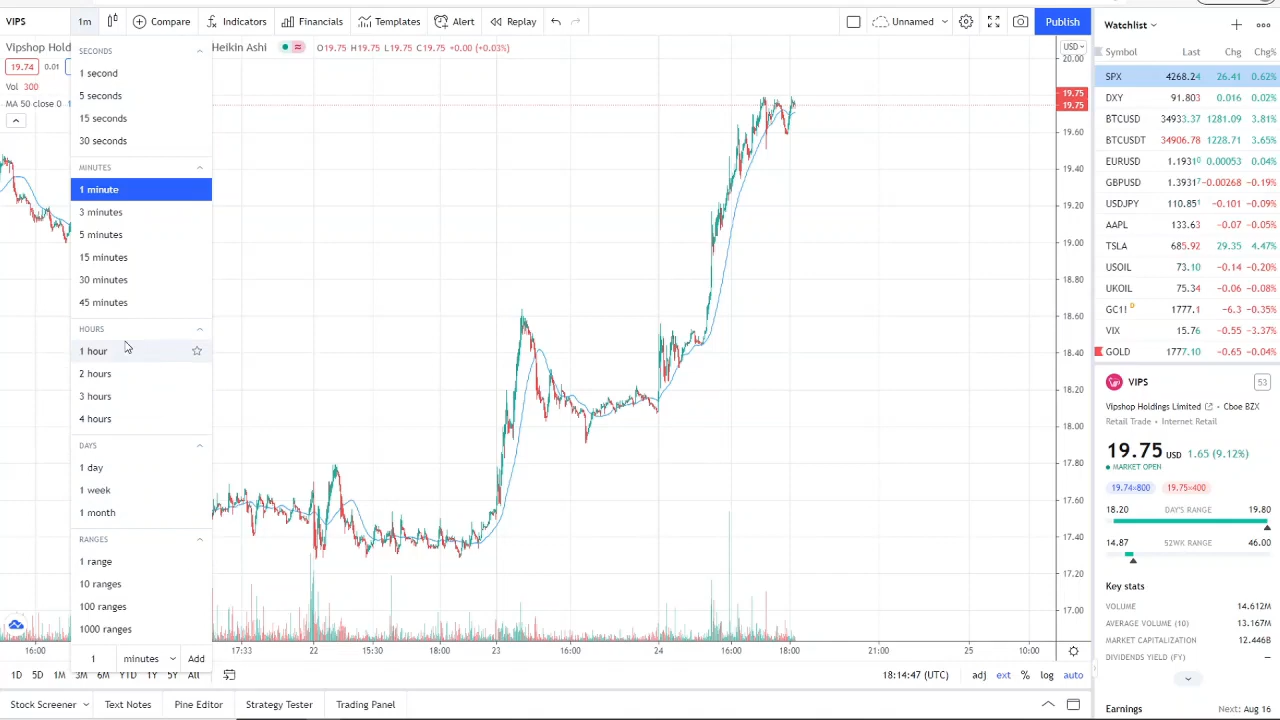 VIPS
1m
Compare
Indicators
Financials
Templates
Alert
Replay
Unnamed
Publish
Vipshop Hold
Heikin Ashi
O19.75 H19.75 L19.75 C19.75 +0.00 (+0.03%)
19.74
0.01
Vol 300
MA 50 close 0
SECONDS
1 second
5 seconds
15 seconds
30 seconds
MINUTES
1 minute
3 minutes
5 minutes
15 minutes
30 minutes
45 minutes
HOURS
1 hour
2 hours
3 hours
4 hours
DAYS
1 day
1 week
1 month
RANGES
1 range
10 ranges
100 ranges
1000 ranges
1
minutes
Add
USD
20.00
19.75
19.75
19.60
19.40
19.20
19.00
18.80
18.60
18.40
18.20
18.00
17.80
17.60
17.40
17.20
17.00
16:00
17:33
22
15:30
18:00
23
16:00
24
16:00
18:00
21:00
25
10:00
1D
5D
1M
3M
6M
YTD
1Y
5Y
All
18:14:47 (UTC)
adj
ext
%
log
auto
Stock Screener
Text Notes
Pine Editor
Strategy Tester
Trading Panel
Watchlist
Symbol Last Chg Chg%
SPX 4268.24 26.41 0.62%
DXY 91.803 0.016 0.02%
BTCUSD 34933.37 1281.09 3.81%
BTCUSDT 34906.78 1228.71 3.65%
EURUSD 1.19310 0.00053 0.04%
GBPUSD 1.39317 −0.00268 −0.19%
USDJPY 110.851 −0.101 −0.09%
AAPL 133.63 −0.07 −0.05%
TSLA 685.92 29.35 4.47%
USOIL 73.10 −0.14 −0.20%
UKOIL 75.34 −0.06 −0.08%
GC1! D 1777.1 −6.3 −0.35%
VIX 15.76 −0.55 −3.37%
GOLD 1777.10 −0.65 −0.04%
VIPS
53
Vipshop Holdings Limited • Cboe BZX
Retail Trade • Internet Retail
19.75 USD 1.65 (9.12%)
MARKET OPEN
19.74×800
19.75×400
18.20 DAY'S RANGE 19.80
14.87 52WK RANGE 46.00
Key stats
VOLUME 14.612M
AVERAGE VOLUME (10) 13.167M
MARKET CAPITALIZATION 12.446B
DIVIDENDS YIELD (FY) —
Earnings
Next: Aug 16